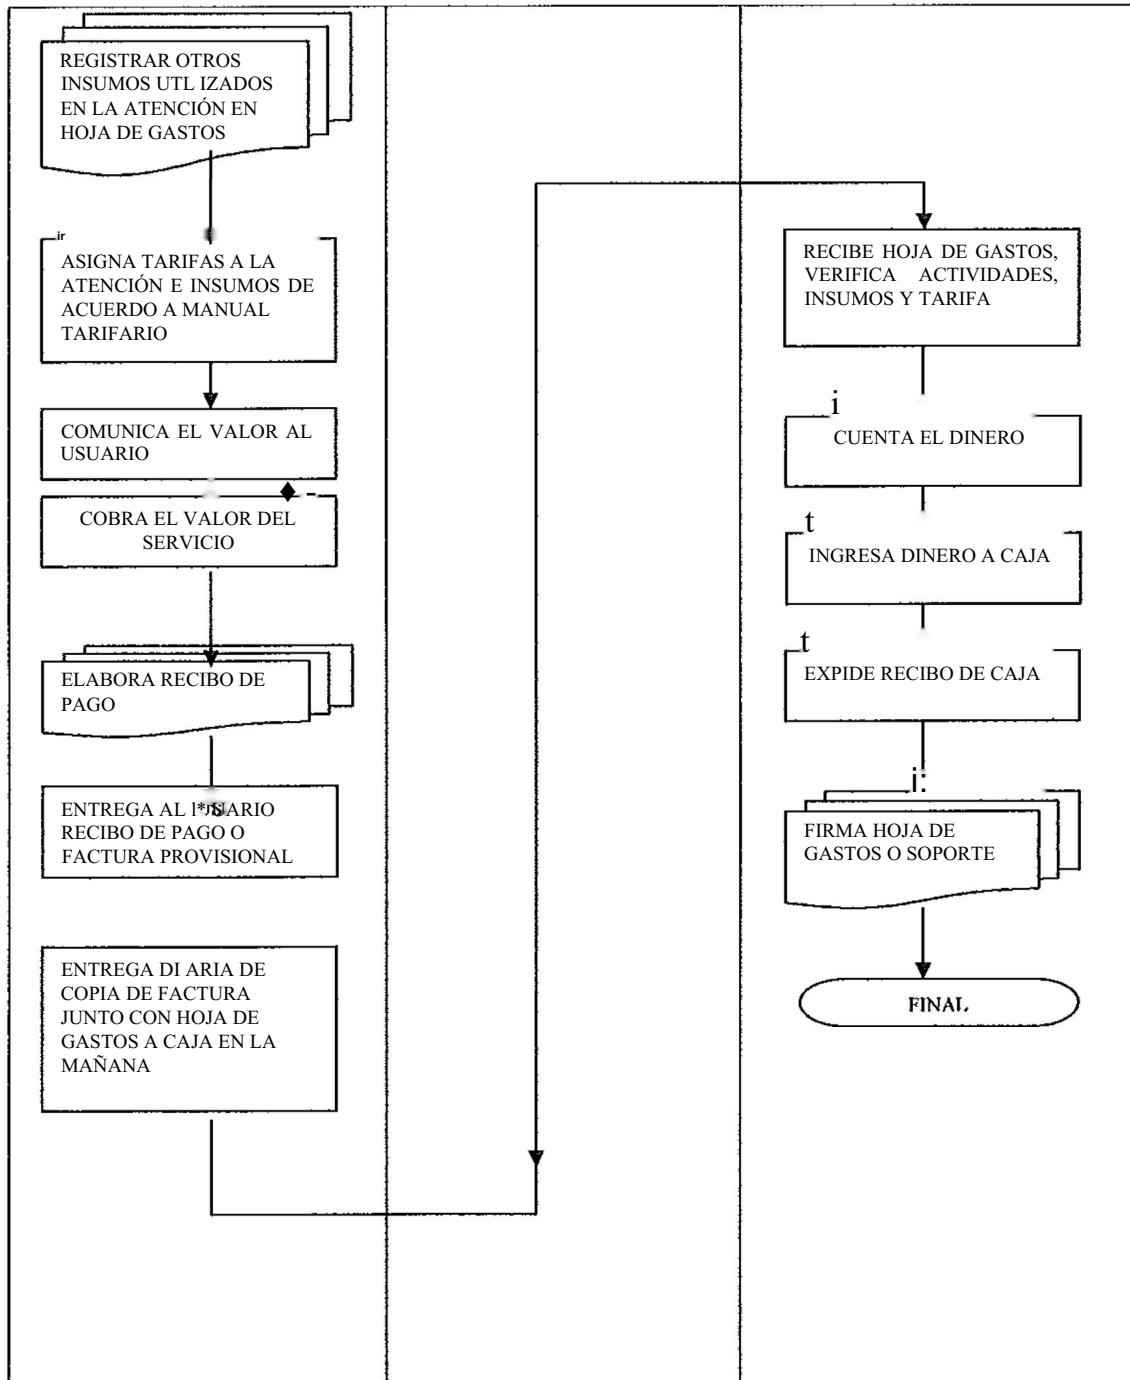 REGISTRAR OTROS
INSUMOS UTL IZADOS
EN LA ATENCIÓN EN
HOJA DE GASTOS
ir
ASIGNA TARIFAS A LA
ATENCIÓN E INSUMOS DE
ACUERDO A MANUAL
TARIFARIO
COMUNICA EL VALOR AL
USUARIO
COBRA EL VALOR DEL
SERVICIO
ELABORA RECIBO DE
PAGO
ENTREGA AL
RECIBO DE PAGO O
FACTURA PROVISIONAL
ENTREGA DI ARIA DE
COPIA DE FACTURA
JUNTO CON HOJA DE
GASTOS A CAJA EN LA
MAÑANA
RECIBE HOJA DE GASTOS,
VERIFICA ACTIVIDADES,
INSUMOS Y TARIFA
i
CUENTA EL DINERO
t
INGRESA DINERO A CAJA
t
EXPIDE RECIBO DE CAJA
i:
FIRMA HOJA DE
GASTOS O SOPORTE
FINAL